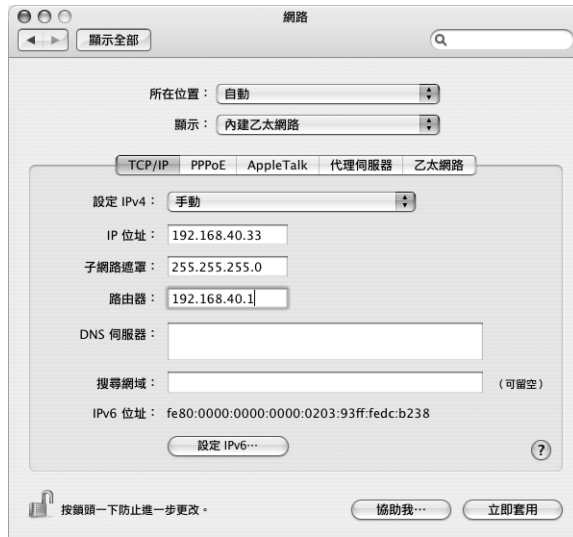 網路
顯示全部
所在位置： 自動
顯示： 內建乙太網路
TCP/IP PPPoE AppleTalk 代理伺服器 乙太網路
設定 IPv4： 手動
IP 位址： 192.168.40.33
子網路遮罩： 255.255.255.0
路由器： 192.168.40.1
DNS 伺服器：
搜尋網域： （可留空）
IPv6 位址： fe80:0000:0000:0000:0203:93ff:fedc:b238
設定 IPv6… ?
按鎖頭一下防止進一步更改。 協助我… 立即套用